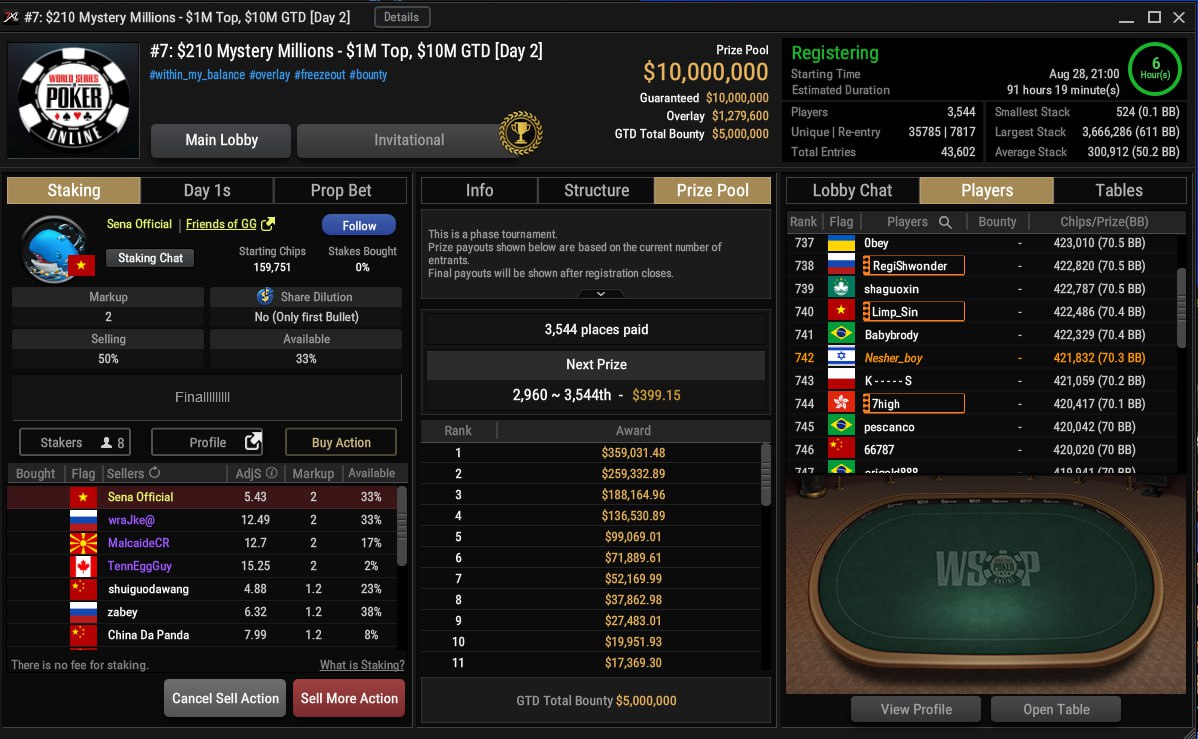 #7: $210 Mystery Millions - $1M Top, $10M GTD [Day 2]
Details
WORLD SERIES
OF
POKER
ONLINE
#7: $210 Mystery Millions - $1M Top, $10M GTD [Day 2]
#within_my_balance #overlay #freezeout #bounty
Main Lobby
Invitational
Prize Pool
$10,000,000
Guaranteed $10,000,000
Overlay $1,279,600
GTD Total Bounty $5,000,000
Registering
Starting Time Aug 28, 21:00
Estimated Duration 91 hours 19 minute(s)
6
Hour(s)
Players 3,544
Unique | Re-entry 35785 | 7817
Total Entries 43,602
Smallest Stack 524 (0.1 BB)
Largest Stack 3,666,286 (611 BB)
Average Stack 300,912 (50.2 BB)
Staking Day 1s Prop Bet
Sena Official | Friends of GG
Follow
Staking Chat
Starting Chips
159,751
Stakes Bought
0%
Markup
2
Share Dilution
No (Only first Bullet)
Selling
50%
Available
33%
Finalllllllll
Stakers 8
Profile
Buy Action
Bought Flag Sellers AdjS Markup Available
Sena Official 5.43 2 33%
wraJke@ 12.49 2 33%
MalcaideCR 12.7 2 17%
TennEggGuy 15.25 2 2%
shuiguodawang 4.88 1.2 23%
zabey 6.32 1.2 38%
China Da Panda 7.99 1.2 8%
There is no fee for staking.
What is Staking?
Cancel Sell Action
Sell More Action
Info Structure Prize Pool
This is a phase tournament.
Prize payouts shown below are based on the current number of
entrants.
Final payouts will be shown after registration closes.
3,544 places paid
Next Prize
2,960 ~ 3,544th - $399.15
Rank Award
1 $359,031.48
2 $259,332.89
3 $188,164.96
4 $136,530.89
5 $99,069.01
6 $71,889.61
7 $52,169.99
8 $37,862.98
9 $27,483.01
10 $19,951.93
11 $17,369.30
GTD Total Bounty $5,000,000
Lobby Chat Players Tables
Rank Flag Players Bounty Chips/Prize(BB)
737 0bey - 423,010 (70.5 BB)
738 RegiShwonder - 422,820 (70.5 BB)
739 shaguoxin - 422,787 (70.5 BB)
740 Limp_Sin - 422,486 (70.4 BB)
741 Babybrody - 422,329 (70.4 BB)
742 Nesher_boy - 421,832 (70.3 BB)
743 K-----S - 421,059 (70.2 BB)
744 7high - 420,417 (70.1 BB)
745 pescanco - 420,042 (70 BB)
746 66787 - 420,020 (70 BB)
747 arigold888 - 419,941 (70 BB)
WSOP
View Profile
Open Table